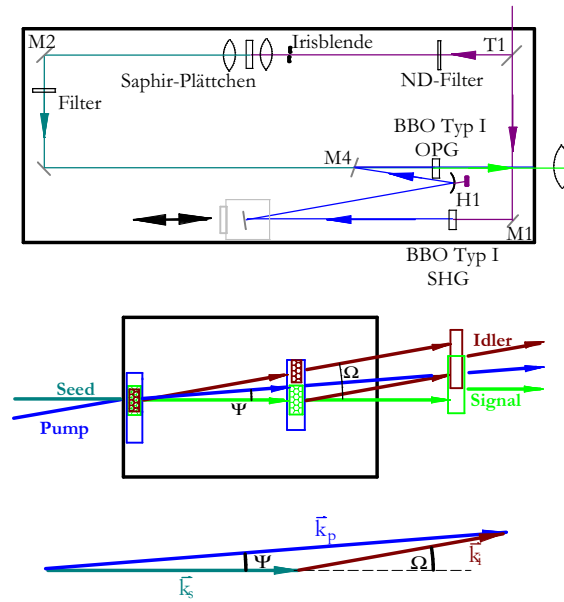 M2
Irisblende
T1
Saphir-Plättchen
ND-Filter
Filter
BBO Typ I
OPG
M4
H1
M1
BBO Typ I
SHG
Idler
Ω
Seed
Ψ
Pump
Signal
k⃗p
Ψ
Ω
k⃗i
k⃗s